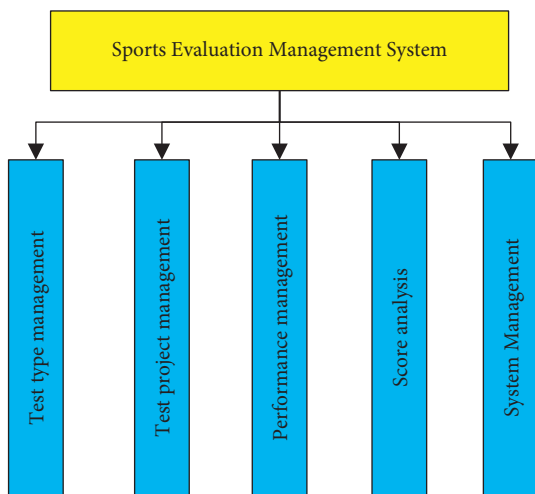 Sports Evaluation Management System
Test type management
Test project management
Performance management
Score analysis
System Management